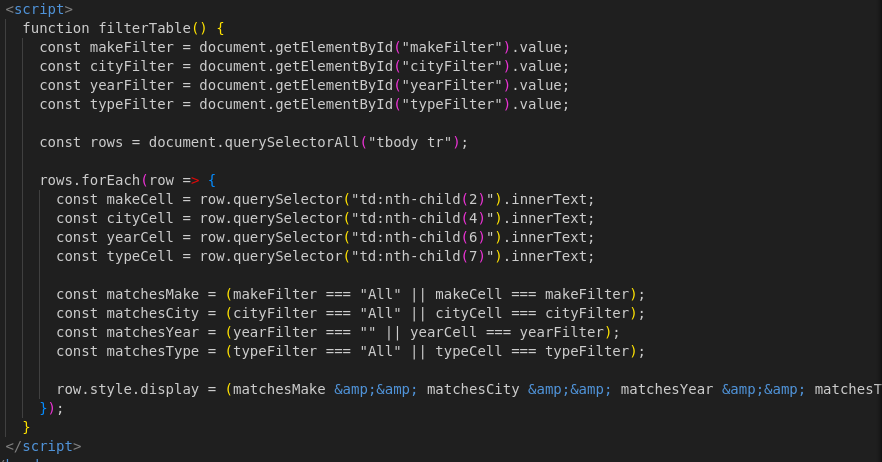 <script>
function filterTable() {
const makeFilter = document.getElementById("makeFilter").value;
const cityFilter = document.getElementById("cityFilter").value;
const yearFilter = document.getElementById("yearFilter").value;
const typeFilter = document.getElementById("typeFilter").value;
const rows = document.querySelectorAll("tbody tr");
rows.forEach(row => {
const makeCell = row.querySelector("td:nth-child(2)").innerText;
const cityCell = row.querySelector("td:nth-child(4)").innerText;
const yearCell = row.querySelector("td:nth-child(6)").innerText;
const typeCell = row.querySelector("td:nth-child(7)").innerText;
const matchesMake = (makeFilter === "All" || makeCell === makeFilter);
const matchesCity = (cityFilter === "All" || cityCell === cityFilter);
const matchesYear = (yearFilter === "" || yearCell === yearFilter);
const matchesType = (typeFilter === "All" || typeCell === typeFilter);
row.style.display = (matchesMake &amp;&amp; matchesCity &amp;&amp; matchesYear &amp;&amp; matchesT
});
}
</script>